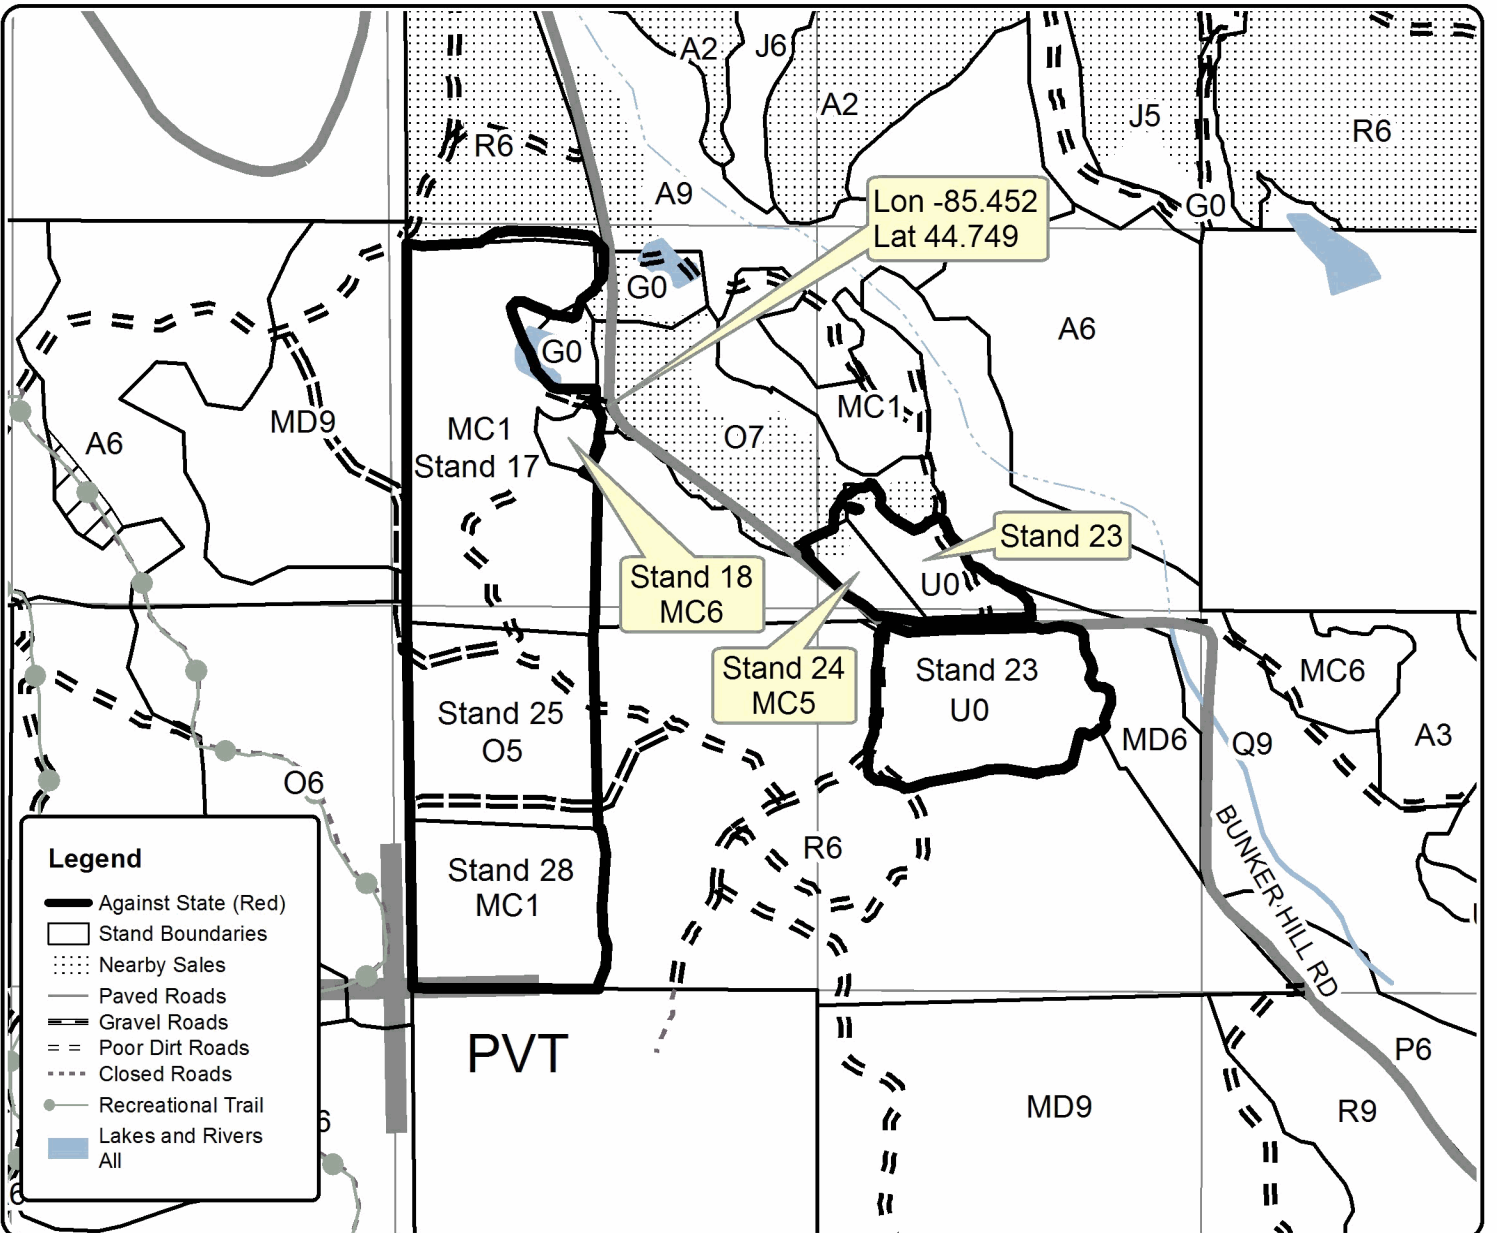 A2
J6
A2
J5
R6
R6
A9
G0
Lon -85.452
Lat 44.749
G0
A6
G0
MD9
A6
MC1
Stand 17
MC1
O7
Stand 23
Stand 18
MC6
U0
Stand 24
MC5
Stand 23
U0
MC6
Stand 25
O5
MD6
Q9
A3
O6
R6
BUNKER HILL RD
Stand 28
MC1
PVT
P6
MD9
R9
Legend
Against State (Red)
Stand Boundaries
Nearby Sales
Paved Roads
Gravel Roads
Poor Dirt Roads
Closed Roads
Recreational Trail
Lakes and Rivers
All
6
6